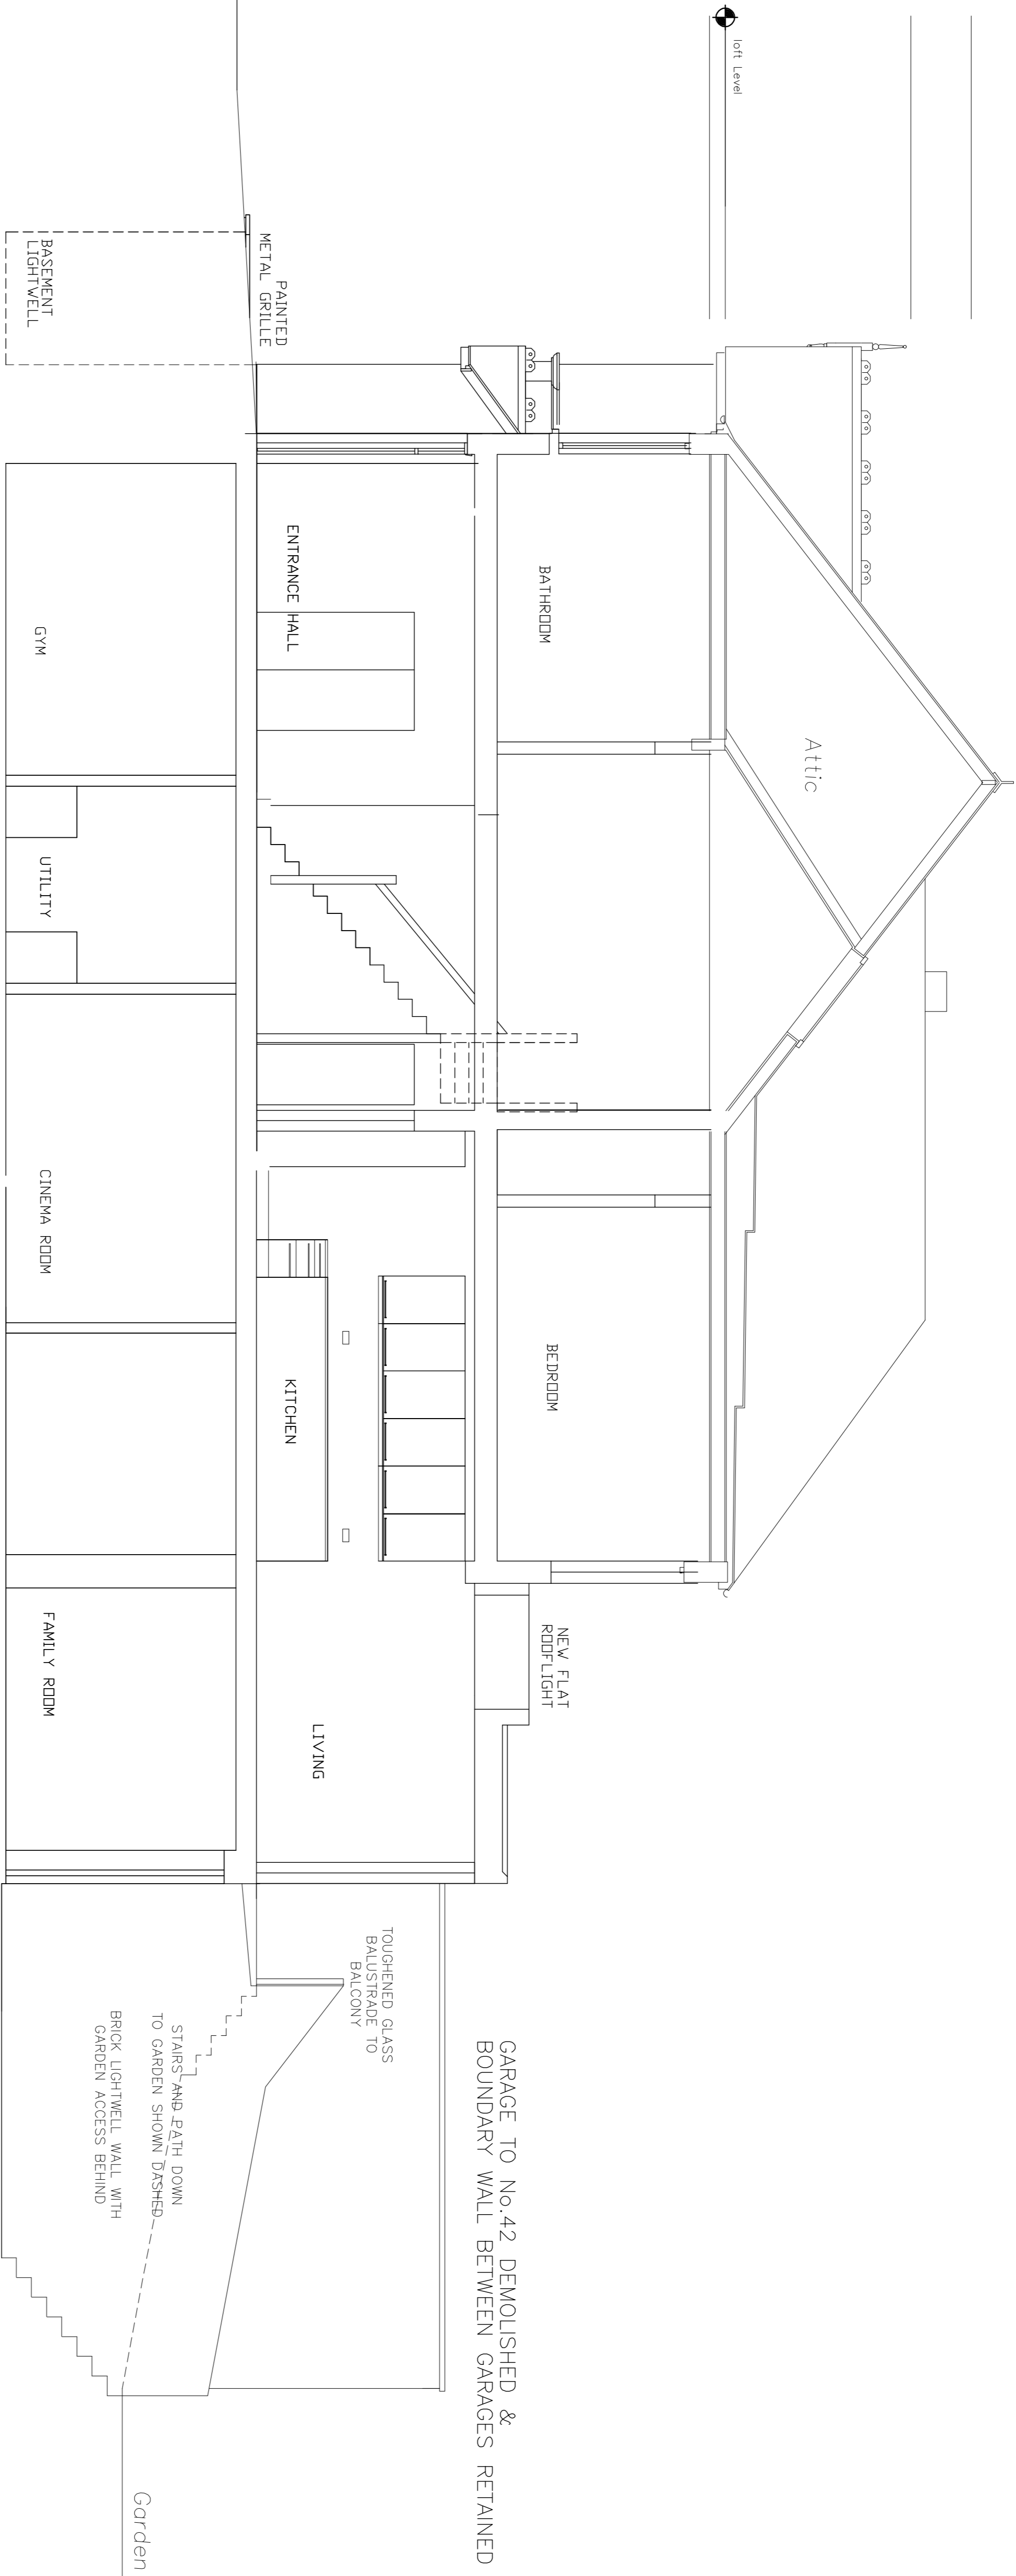 loft Level
Attic
BATHROOM
BEDROOM
NEW FLAT
ROOFLIGHT
PAINTED
METAL GRILLE
ENTRANCE HALL
KITCHEN
LIVING
TOUGHENED GLASS
BALUSTRADE TO
BALCONY
GARAGE TO No.42 DEMOLISHED &
BOUNDARY WALL BETWEEN GARAGES RETAINED
BASEMENT
LIGHTWELL
GYM
UTILITY
CINEMA ROOM
FAMILY ROOM
STAIRS AND PATH DOWN
TO GARDEN SHOWN DASHED
BRICK LIGHTWELL WALL WITH
GARDEN ACCESS BEHIND
Garden